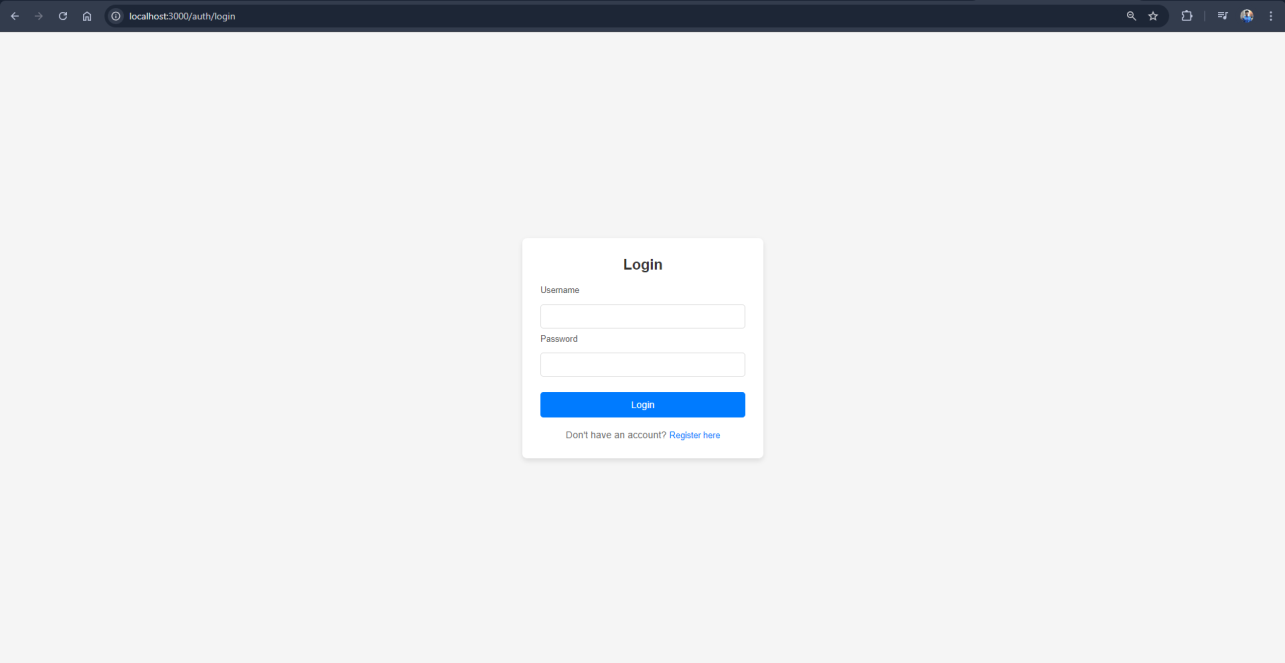 localhost:3000/auth/login
Login
Username
Password
Login
Don't have an account? Register here